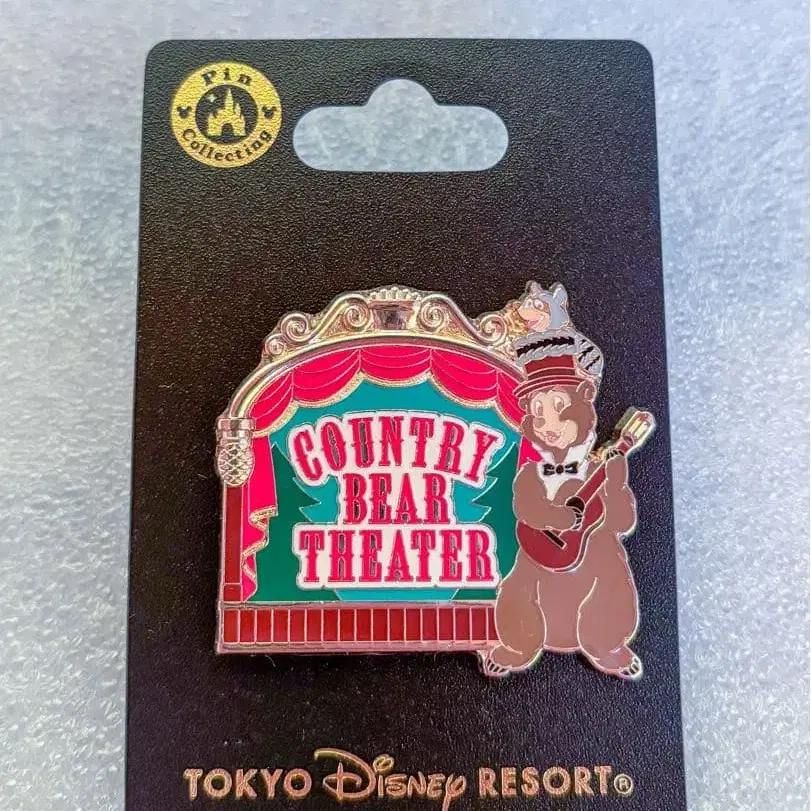 Pin
Collecting
COUNTRY
BEAR
THEATER
TOKYO Disney RESORT®